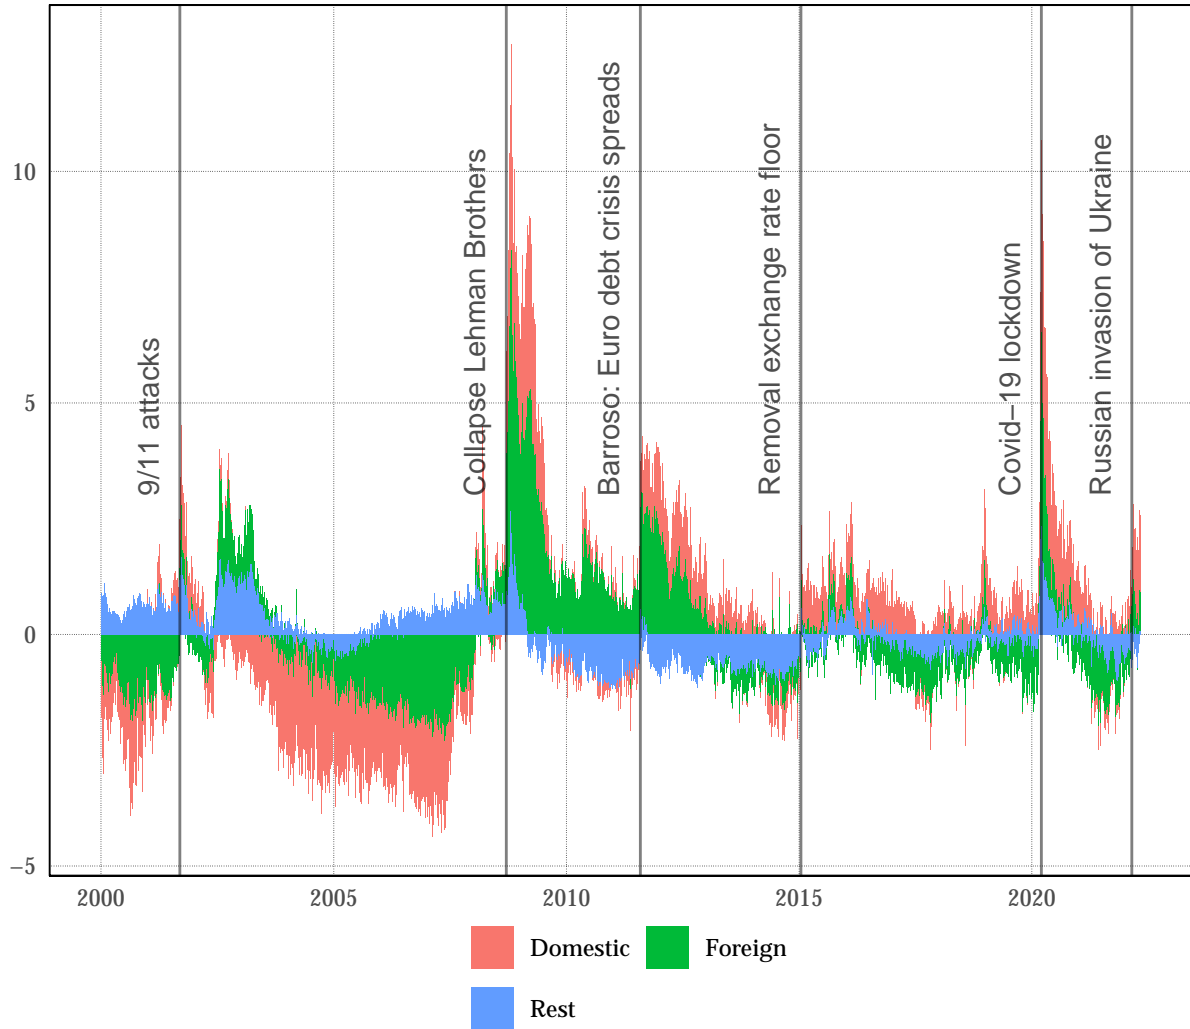 10
5
0
−5
9/11 attacks
Collapse Lehman Brothers
Barroso: Euro debt crisis spreads
Removal exchange rate floor
Covid−19 lockdown
Russian invasion of Ukraine
2000 2005 2010 2015 2020
Domestic Foreign
Rest